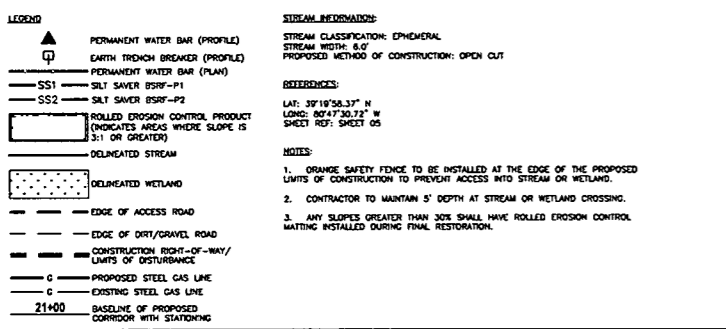 LEGEND
PERMANENT WATER BAR (PROFILE)
EARTH TRENCH BREAKER (PROFILE)
PERMANENT WATER BAR (PLAN)
SS1 SILT SAVER BSRF-P1
SS2 SILT SAVER BSRF-P2
ROLLED EROSION CONTROL PRODUCT
(INDICATES AREAS WHERE SLOPE IS
3:1 OR GREATER)
DELINEATED STREAM
DELINEATED WETLAND
EDGE OF ACCESS ROAD
EDGE OF DIRT/GRAVEL ROAD
CONSTRUCTION RIGHT-OF-WAY/
LIMITS OF DISTURBANCE
G PROPOSED STEEL GAS LINE
G EXISTING STEEL GAS LINE
21+00 BASELINE OF PROPOSED
CORRIDOR WITH STATIONING
STREAM INFORMATION:
STREAM CLASSIFICATION: EPHEMERAL
STREAM WIDTH: 6.0'
PROPOSED METHOD OF CONSTRUCTION: OPEN CUT
REFERENCES:
LAT: 39°19'58.37" N
LONG: 80°47'30.72" W
SHEET REF: SHEET 05
NOTES:
1. ORANGE SAFETY FENCE TO BE INSTALLED AT THE EDGE OF THE PROPOSED
LIMITS OF CONSTRUCTION TO PREVENT ACCESS INTO STREAM OR WETLAND.
2. CONTRACTOR TO MAINTAIN 5' DEPTH AT STREAM OR WETLAND CROSSING.
3. ANY SLOPES GREATER THAN 30% SHALL HAVE ROLLED EROSION CONTROL
MATTING INSTALLED DURING FINAL RESTORATION.